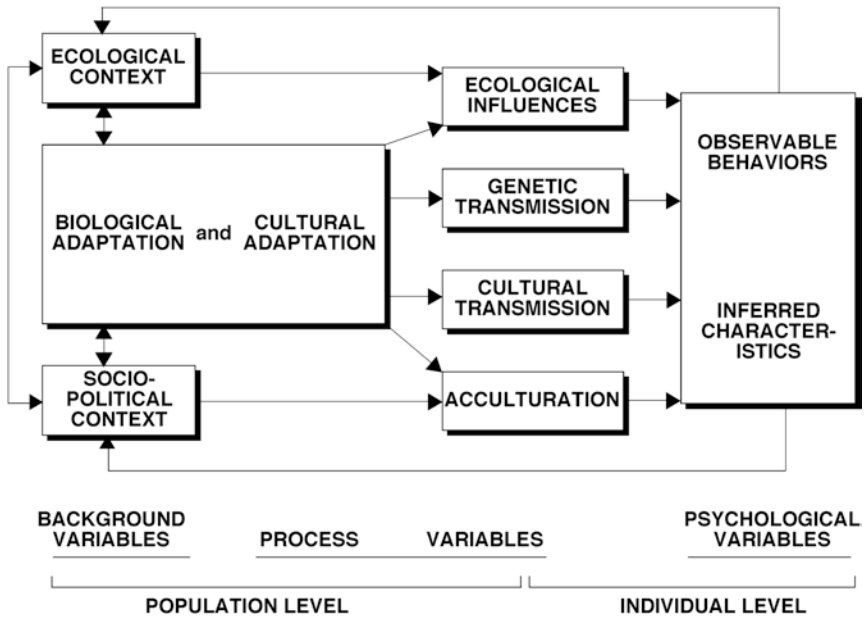 ECOLOGICAL
CONTEXT
ECOLOGICAL
INFLUENCES
OBSERVABLE
BEHAVIORS
BIOLOGICAL
ADAPTATION and CULTURAL
ADAPTATION
GENETIC
TRANSMISSION
CULTURAL
TRANSMISSION
INFERRED
CHARACTER-
ISTICS
SOCIO-
POLITICAL
CONTEXT
ACCULTURATION
BACKGROUND
VARIABLES
PROCESS VARIABLES
PSYCHOLOGICAL
VARIABLES
POPULATION LEVEL
INDIVIDUAL LEVEL